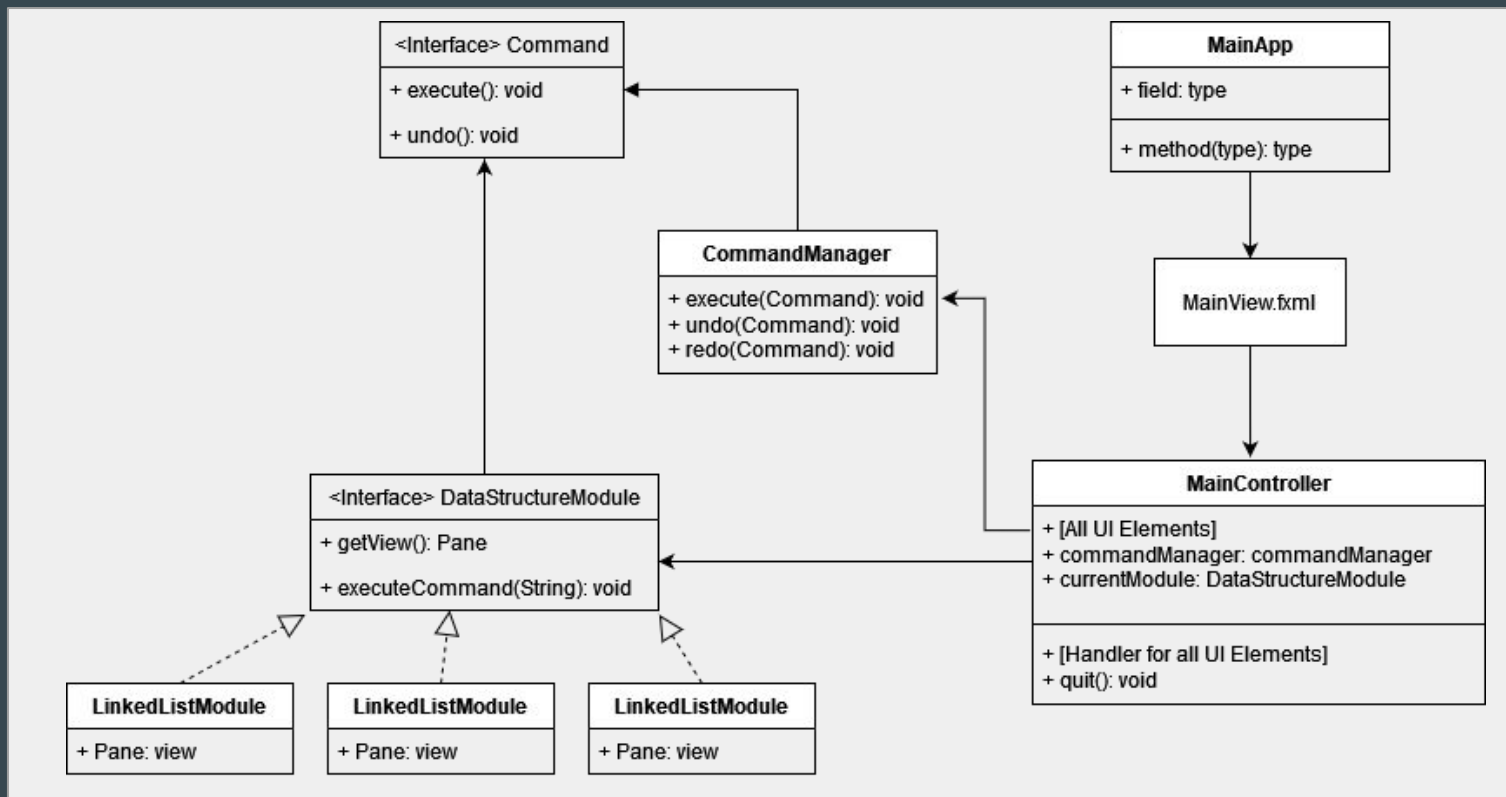 <Interface> Command
+ execute(): void
+ undo(): void
MainApp
+ field: type
+ method(type): type
CommandManager
+ execute(Command): void
+ undo(Command): void
+ redo(Command): void
MainView.fxml
<Interface> DataStructureModule
+ getView(): Pane
+ executeCommand(String): void
MainController
+ [All UI Elements]
+ commandManager: commandManager
+ currentModule: DataStructureModule
+ [Handler for all UI Elements]
+ quit(): void
LinkedListModule
+ Pane: view
LinkedListModule
+ Pane: view
LinkedListModule
+ Pane: view